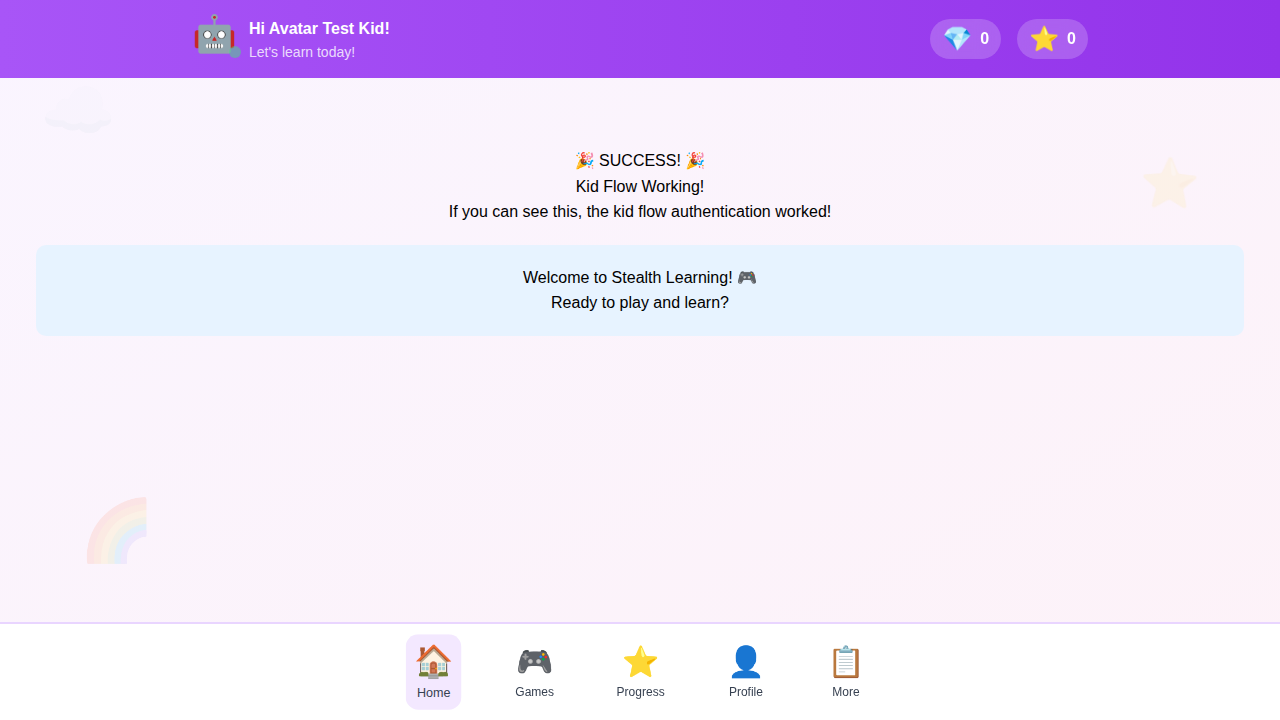 Hi Avatar Test Kid!
Let's learn today!
💎 0
⭐ 0
🎉 SUCCESS! 🎉
Kid Flow Working!
If you can see this, the kid flow authentication worked!
Welcome to Stealth Learning! 🎮
Ready to play and learn?
Home
Games
Progress
Profile
More